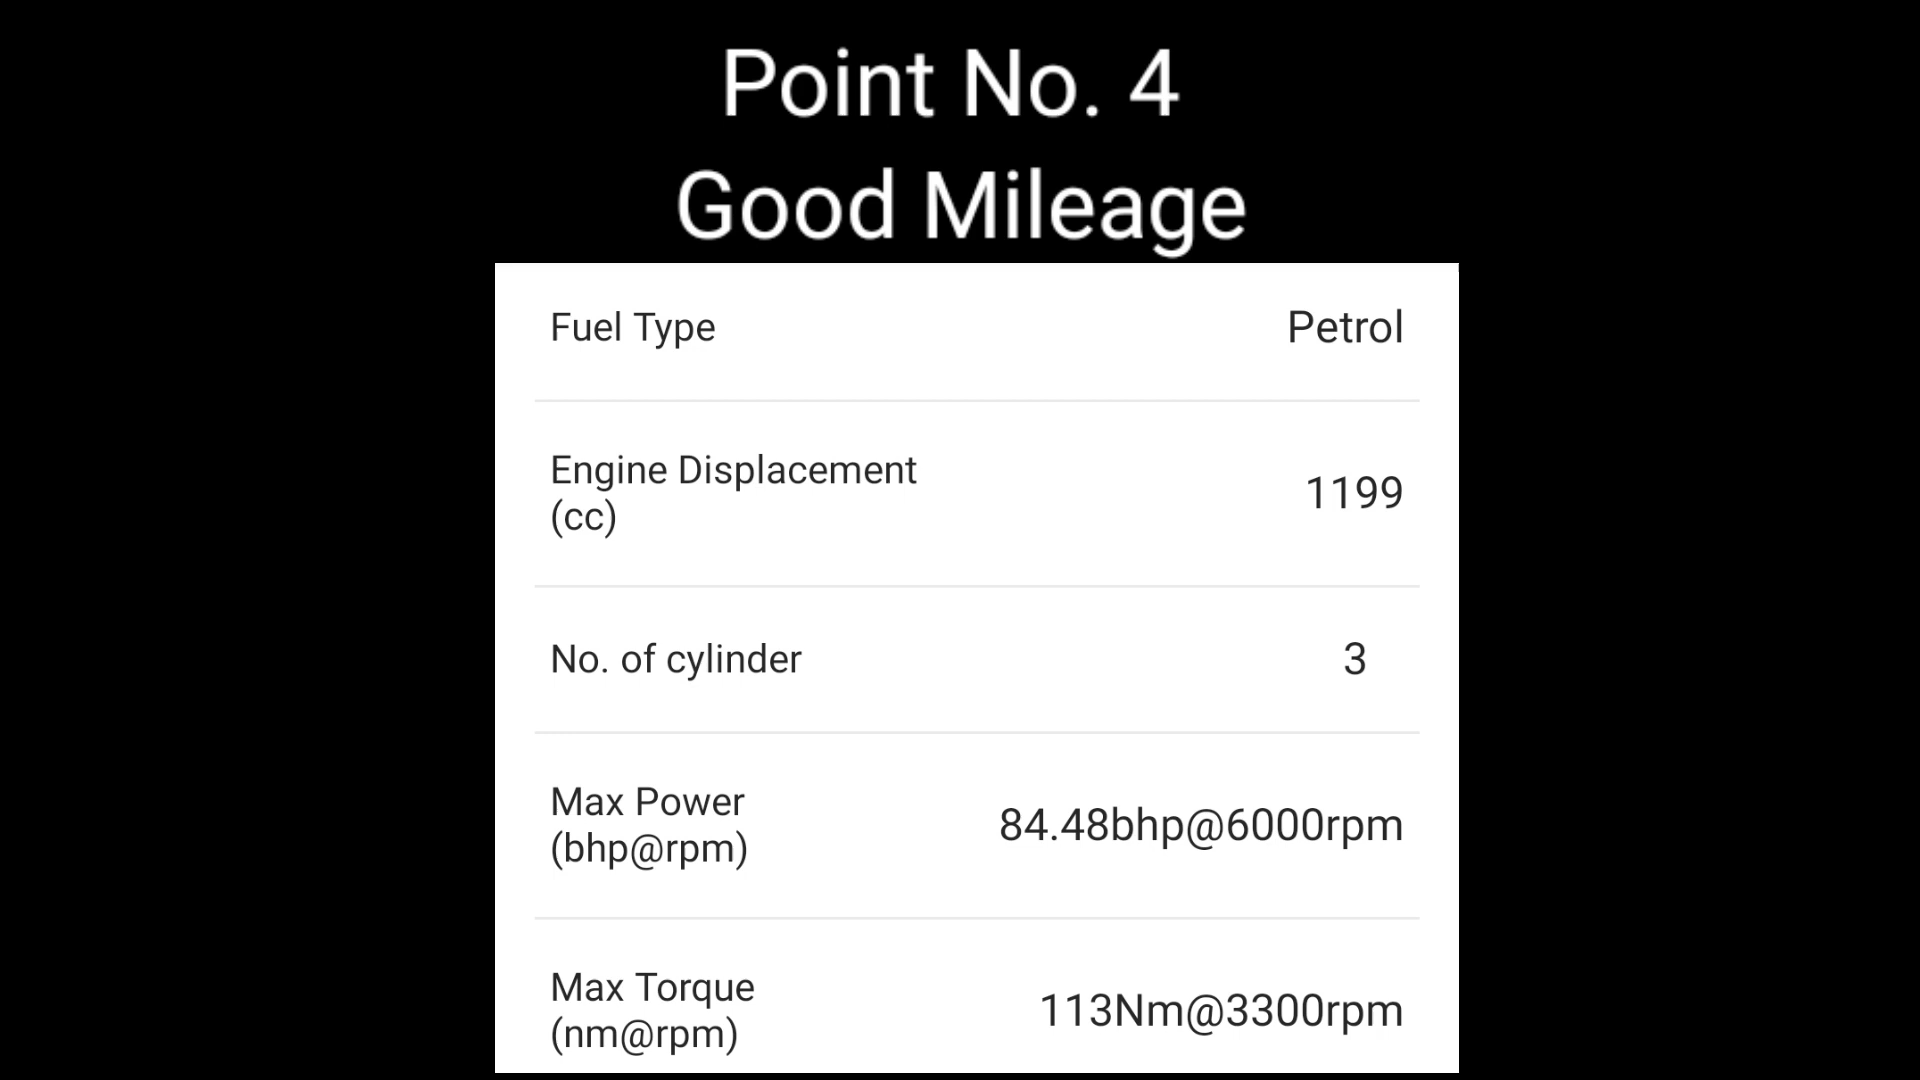 Point No. 4
Good Mileage
Fuel Type Petrol
Engine Displacement
(cc) 1199
No. of cylinder 3
Max Power
(bhp@rpm) 84.48bhp@6000rpm
Max Torque
(nm@rpm) 113Nm@3300rpm